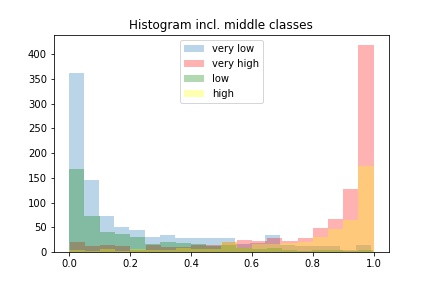 Histogram incl. middle classes
very low
very high
low
high
400
350
300
250
200
150
100
50
0
0.0 0.2 0.4 0.6 0.8 1.0